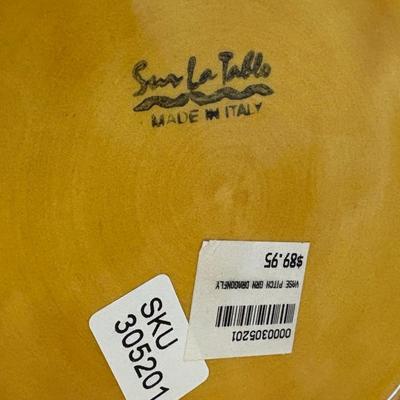 Sur La Table
MADE IN ITALY
$89.95
VASE PITCH GRN DRAGONFLY
0000305201
SKU
305201